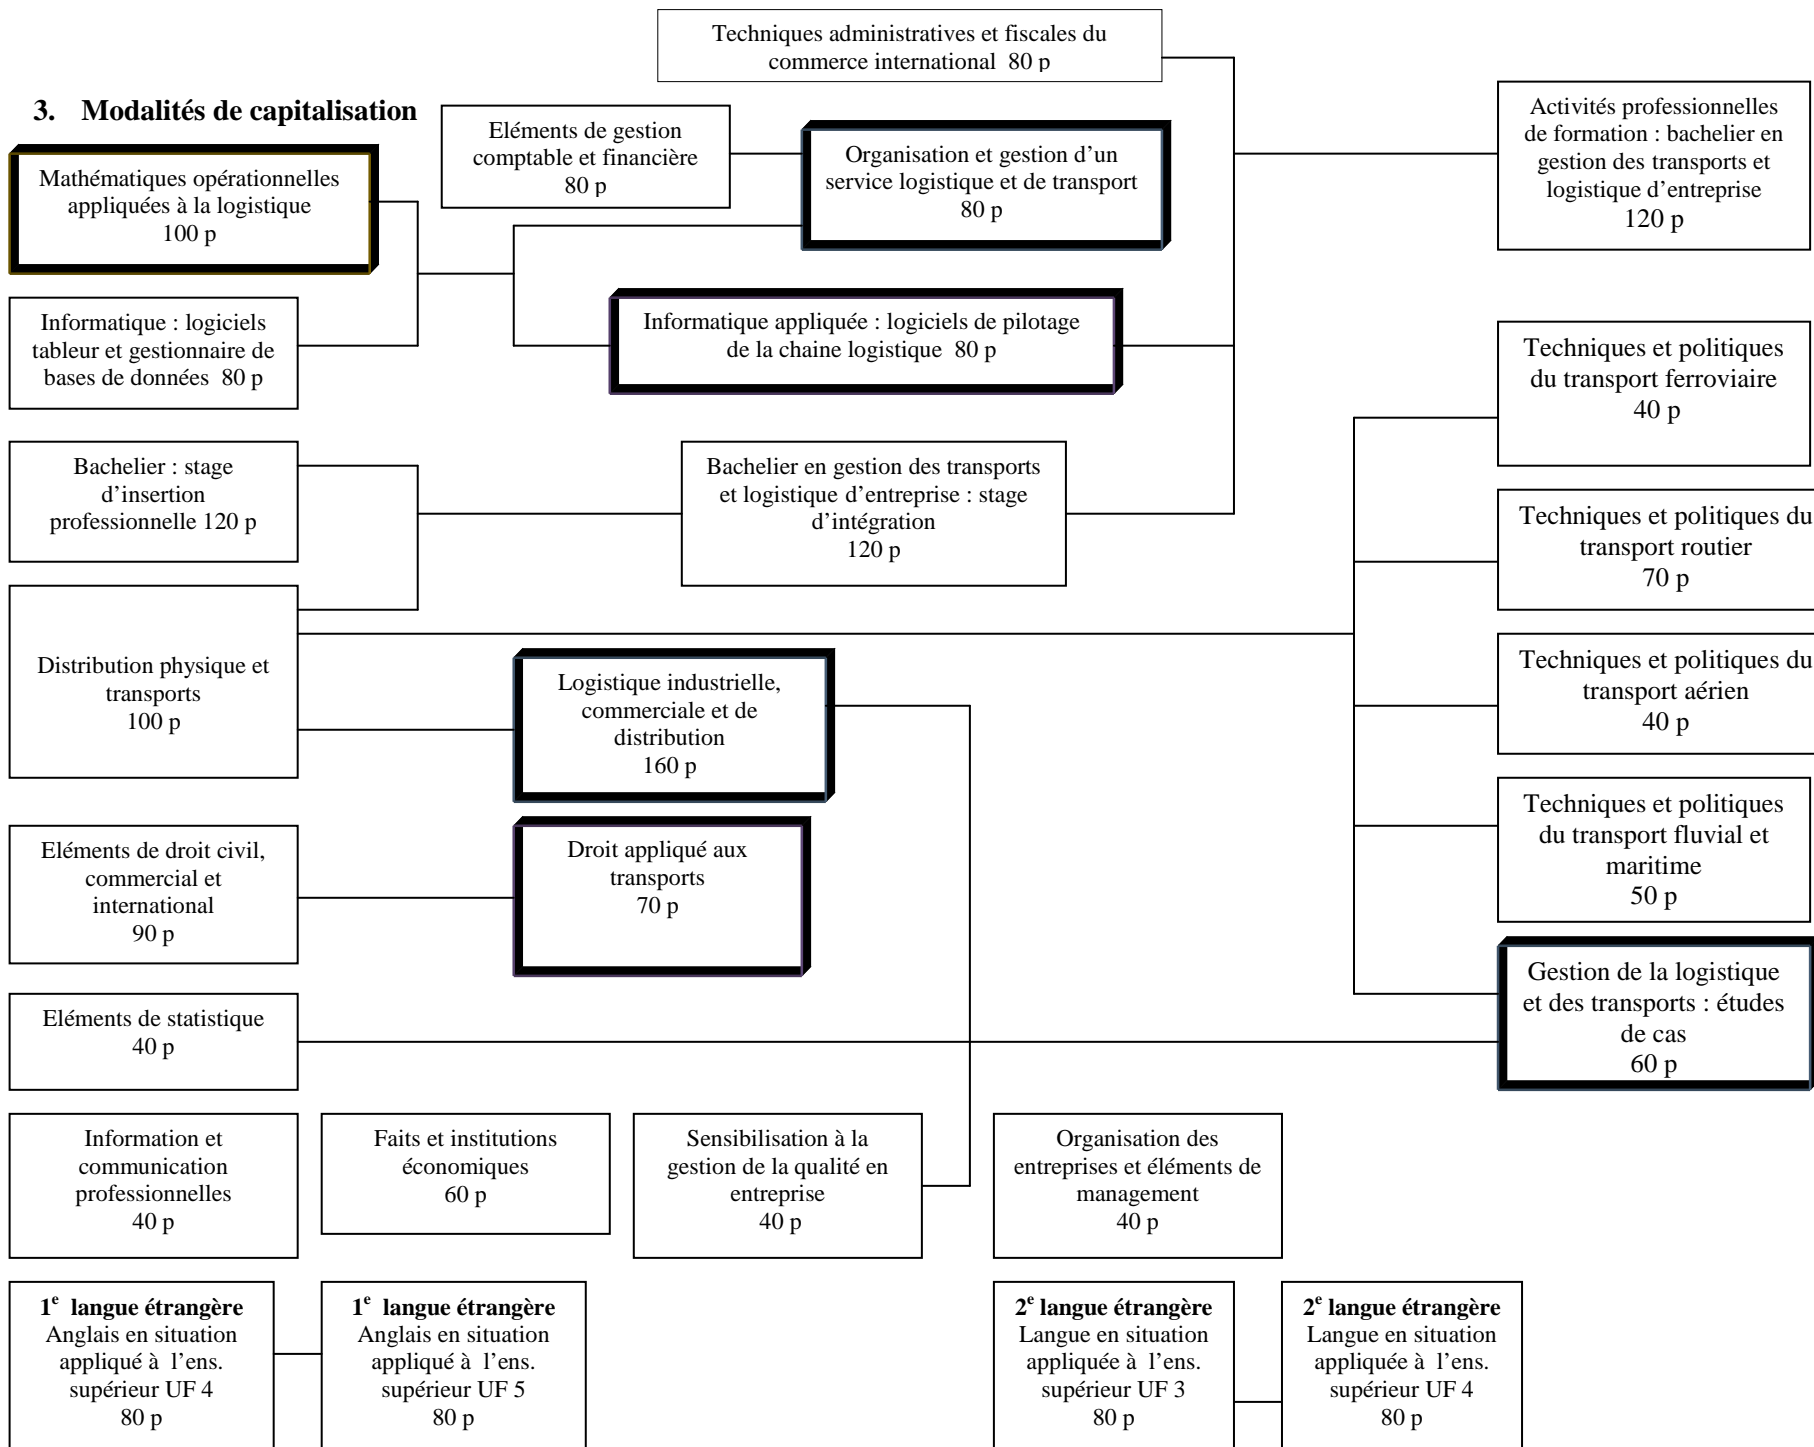 Techniques administratives et fiscales du
commerce international  80 p
3. Modalités de capitalisation
Eléments de gestion
comptable et financière
80 p
Organisation et gestion d’un
service logistique et de transport
80 p
Activités professionnelles
de formation : bachelier en
gestion des transports et
logistique d’entreprise
120 p
Mathématiques opérationnelles
appliquées à la logistique
100 p
Informatique : logiciels
tableur et gestionnaire de
bases de données  80 p
Informatique appliquée : logiciels de pilotage
de la chaine logistique  80 p
Techniques et politiques
du transport ferroviaire
40 p
Bachelier : stage
d’insertion
professionnelle 120 p
Bachelier en gestion des transports
et logistique d’entreprise : stage
d’intégration
120 p
Techniques et politiques du
transport routier
70 p
Distribution physique et
transports
100 p
Logistique industrielle,
commerciale et de
distribution
160 p
Techniques et politiques du
transport aérien
40 p
Techniques et politiques
du transport fluvial et
maritime
50 p
Eléments de droit civil,
commercial et
international
90 p
Droit appliqué aux
transports
70 p
Gestion de la logistique
et des transports : études
de cas
60 p
Eléments de statistique
40 p
Information et
communication
professionnelles
40 p
Faits et institutions
économiques
60 p
Sensibilisation à la
gestion de la qualité en
entreprise
40 p
Organisation des
entreprises et éléments de
management
40 p
1e langue étrangère
Anglais en situation
appliqué à l’ens.
supérieur UF 4
80 p
1e langue étrangère
Anglais en situation
appliqué à l’ens.
supérieur UF 5
80 p
2e langue étrangère
Langue en situation
appliquée à l’ens.
supérieur UF 3
80 p
2e langue étrangère
Langue en situation
appliquée à l’ens.
supérieur UF 4
80 p